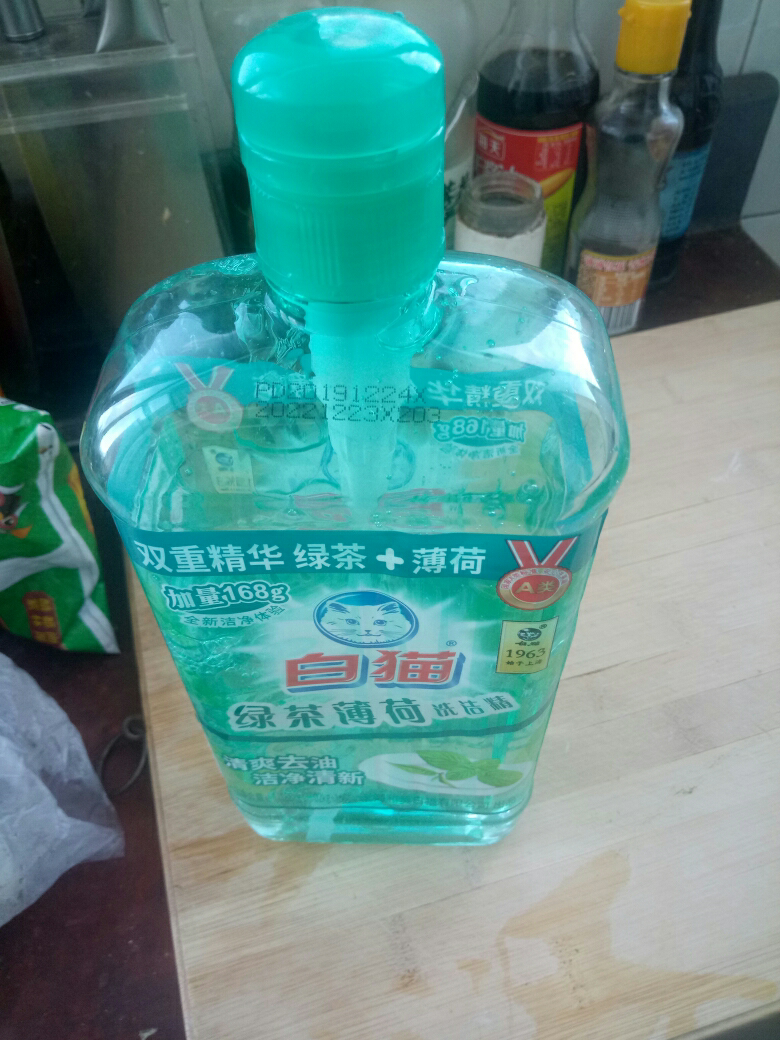 PD20191224X
20221223X203
双重精华 绿茶+薄荷
A类
加量168g
全新洁净体验
1963
白猫®
绿茶薄荷洗洁精
清爽去油
洁净清新